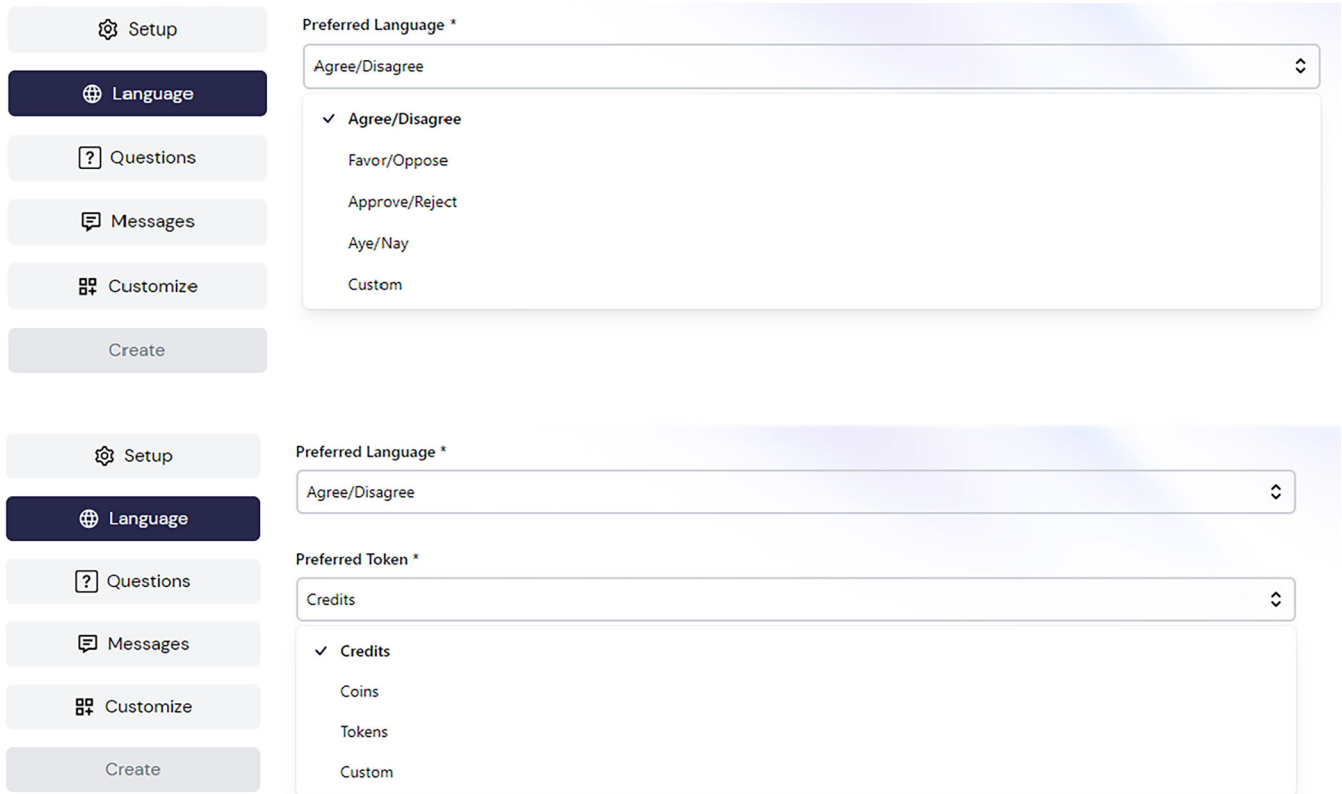 Setup
Language
Questions
Messages
Customize
Create
Preferred Language *
Agree/Disagree
Agree/Disagree
Favor/Oppose
Approve/Reject
Aye/Nay
Custom
Setup
Language
Questions
Messages
Customize
Create
Preferred Language *
Agree/Disagree
Preferred Token *
Credits
Credits
Coins
Tokens
Custom